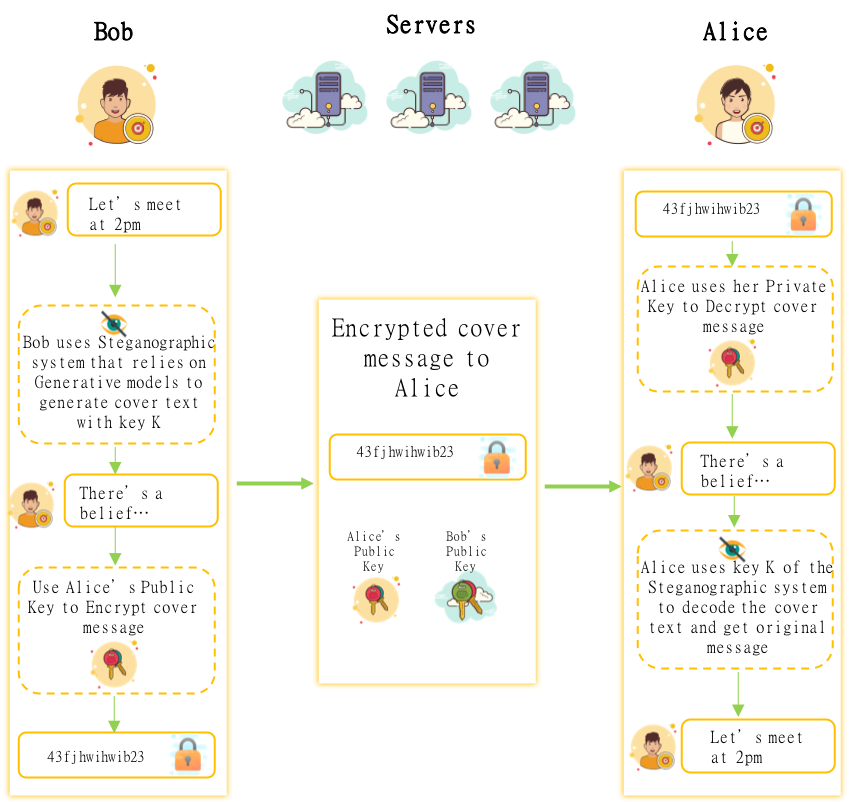 Bob
Servers
Alice
Let’s meet
at 2pm
Bob uses Steganographic
system that relies on
Generative models to
generate cover text
with key K
There’s a
belief…
Use Alice’s Public
Key to Encrypt cover
message
43fjhwihwib23
Encrypted cover
message to
Alice
43fjhwihwib23
Alice’s
Public
Key
Bob’s
Public
Key
43fjhwihwib23
Alice uses her Private
Key to Decrypt cover
message
There’s a
belief…
Alice uses key K of the
Steganographic system
to decode the cover
text and get original
message
Let’s meet
at 2pm